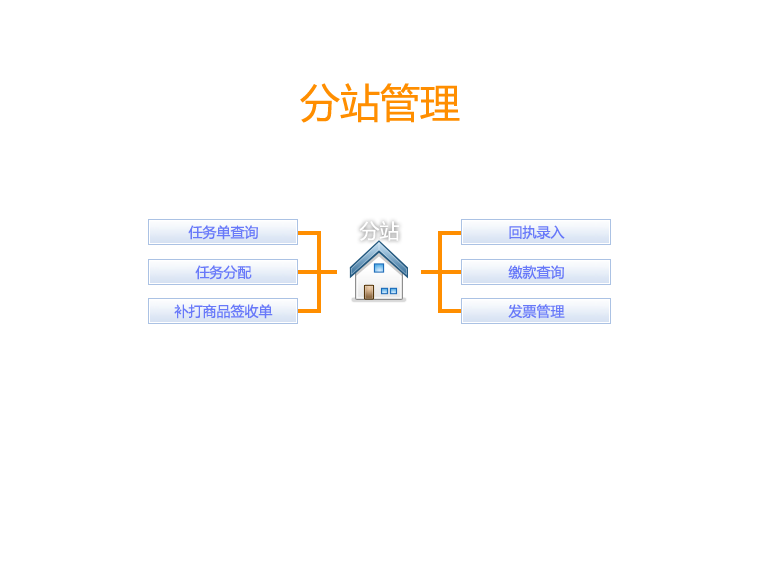 分站管理
任务单查询
任务分配
补打商品签收单
分站
回执录入
缴款查询
发票管理